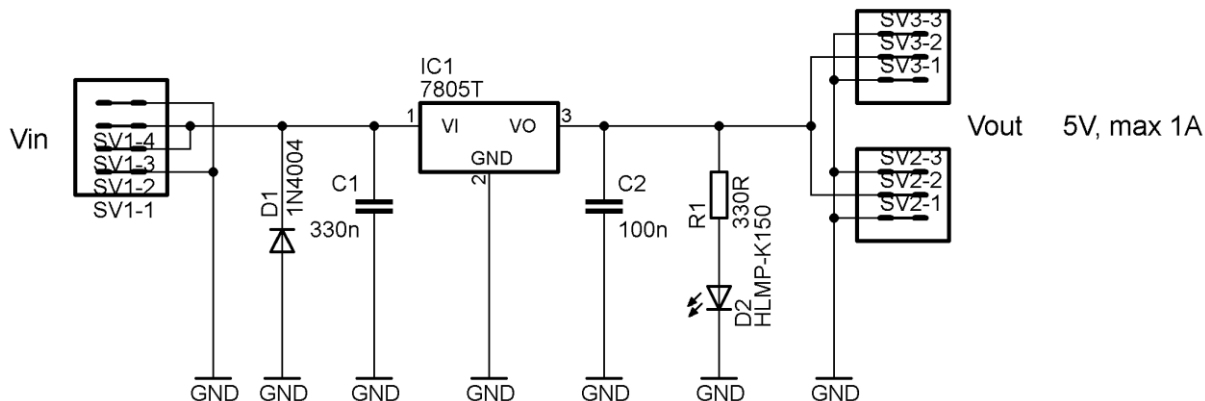 Vin
SV1-4
SV1-3
SV1-2
SV1-1
D1
1N4004
C1
330n
IC1
7805T
1
VI
VO
3
GND
2
C2
100n
R1
330R
D2
HLMP-K150
SV3-3
SV3-2
SV3-1
Vout 5V, max 1A
SV2-3
SV2-2
SV2-1
GND GND GND GND GND GND GND